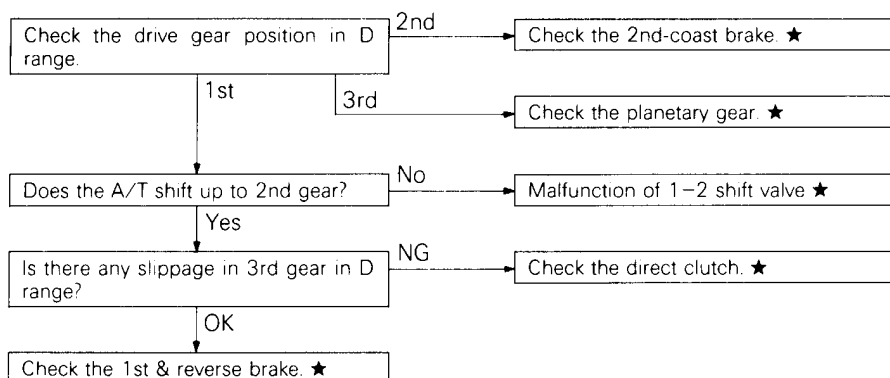 Check the drive gear position in D
range.
2nd
Check the 2nd-coast brake. ★
1st
3rd
Check the planetary gear. ★
Does the A/T shift up to 2nd gear?
No
Malfunction of 1–2 shift valve ★
Yes
Is there any slippage in 3rd gear in D
range?
NG
Check the direct clutch. ★
OK
Check the 1st & reverse brake. ★